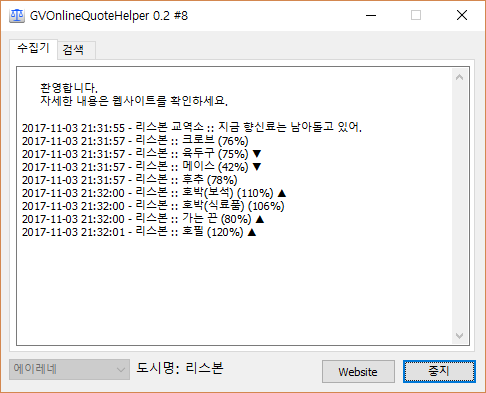 GVOnlineQuoteHelper 0.2 #8
수집기 검색
환영합니다.
자세한 내용은 웹사이트를 확인하세요.
2017-11-03 21:31:55 - 리스본 교역소 :: 지금 향신료는 남아돌고 있어.
2017-11-03 21:31:57 - 리스본 :: 크로브 (76%)
2017-11-03 21:31:57 - 리스본 :: 육두구 (75%) ▼
2017-11-03 21:31:57 - 리스본 :: 메이스 (42%) ▼
2017-11-03 21:31:57 - 리스본 :: 후추 (78%)
2017-11-03 21:32:00 - 리스본 :: 호박(보석) (110%) ▲
2017-11-03 21:32:00 - 리스본 :: 호박(식료품) (106%)
2017-11-03 21:32:00 - 리스본 :: 가는 끈 (80%) ▲
2017-11-03 21:32:01 - 리스본 :: 호필 (120%) ▲
에이레네 도시명: 리스본 Website 중지